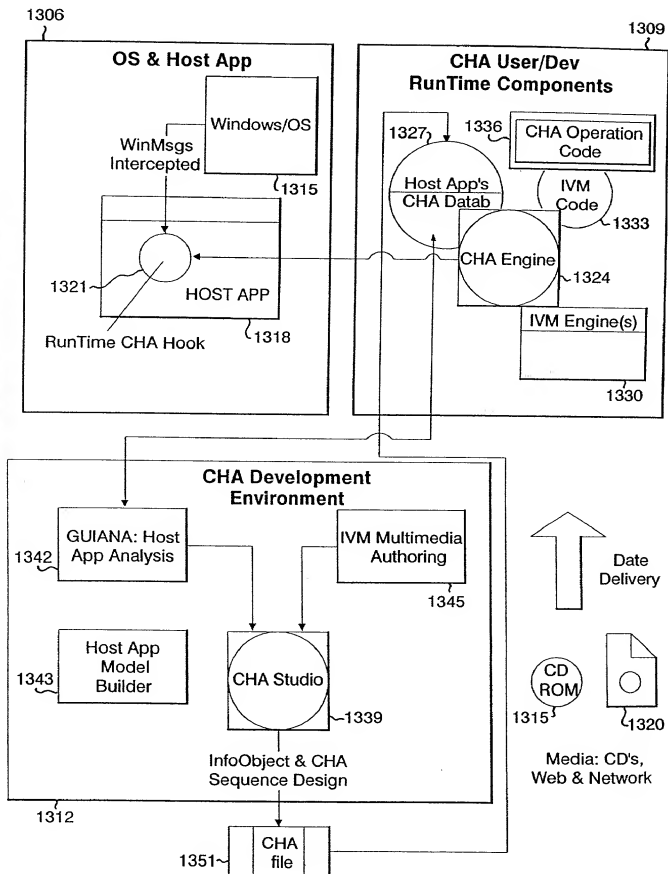 1306
OS & Host App
Windows/OS
WinMsgs
Intercepted
1315
1321
HOST APP
1318
RunTime CHA Hook
1309
CHA User/Dev
RunTime Components
1327
1336
CHA Operation
Code
Host App's
CHA Datab
IVM
Code
1333
CHA Engine
1324
IVM Engine(s)
1330
CHA Development
Environment
GUIANA: Host
App Analysis
1342
IVM Multimedia
Authoring
1345
Host App
Model
Builder
1343
CHA Studio
1339
InfoObject & CHA
Sequence Design
1312
CHA
file
1351
Date
Delivery
CD
ROM
1315
1320
Media: CD's,
Web & Network